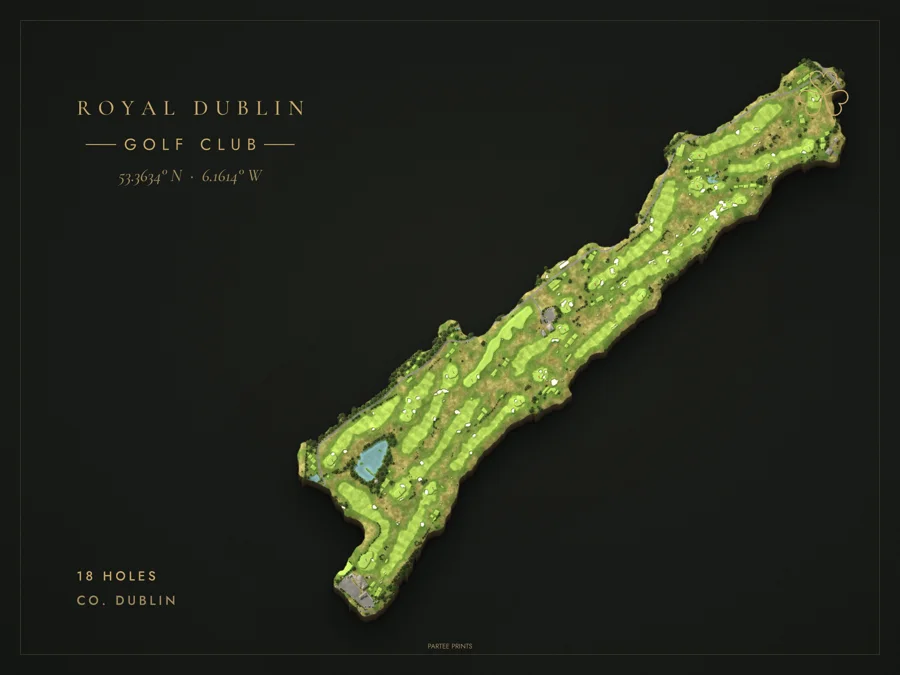 ROYAL DUBLIN
GOLF CLUB
53.3634° N · 6.1614° W
18 HOLES
CO. DUBLIN
PARTEE PRINTS